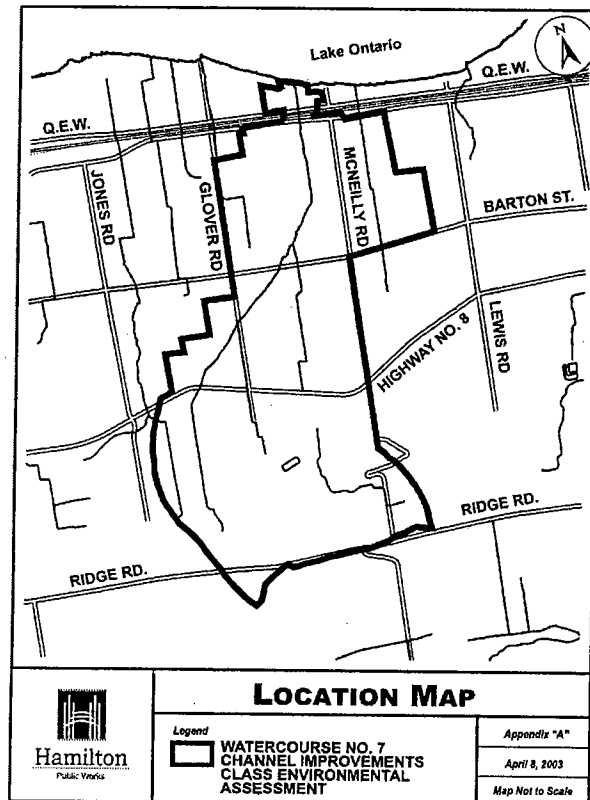 Lake Ontario
N
Q.E.W.
Q.E.W.
JONES RD
GLOVER RD
MCNEILLY RD
BARTON ST.
HIGHWAY NO. 8
LEWIS RD
RIDGE RD.
RIDGE RD.
LOCATION MAP
Hamilton
Public Works
Legend
WATERCOURSE NO. 7
CHANNEL IMPROVEMENTS
CLASS ENVIRONMENTAL
ASSESSMENT
Appendix "A"
April 8, 2003
Map Not to Scale